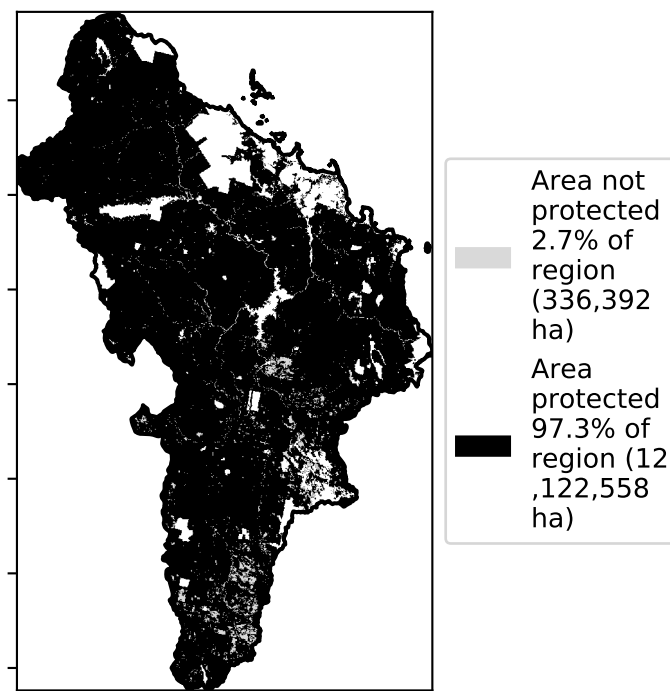 Area not
protected
2.7% of
region
(336,392
ha)
Area
protected
97.3% of
region (12
,122,558
ha)